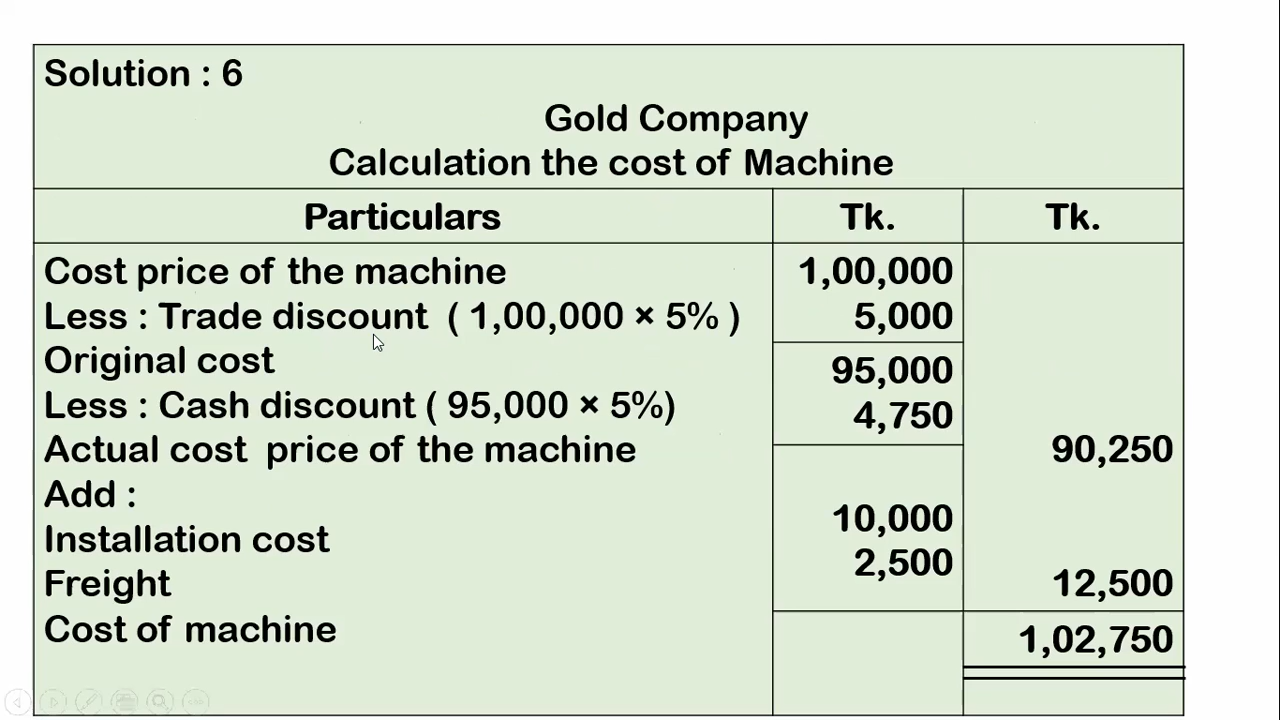 Solution : 6
Gold Company
Calculation the cost of Machine
Particulars Tk. Tk.
Cost price of the machine 1,00,000
Less : Trade discount ( 1,00,000 × 5% ) 5,000
Original cost 95,000
Less : Cash discount ( 95,000 × 5%) 4,750
Actual cost price of the machine 90,250
Add :
Installation cost 10,000
Freight 2,500 12,500
Cost of machine 1,02,750